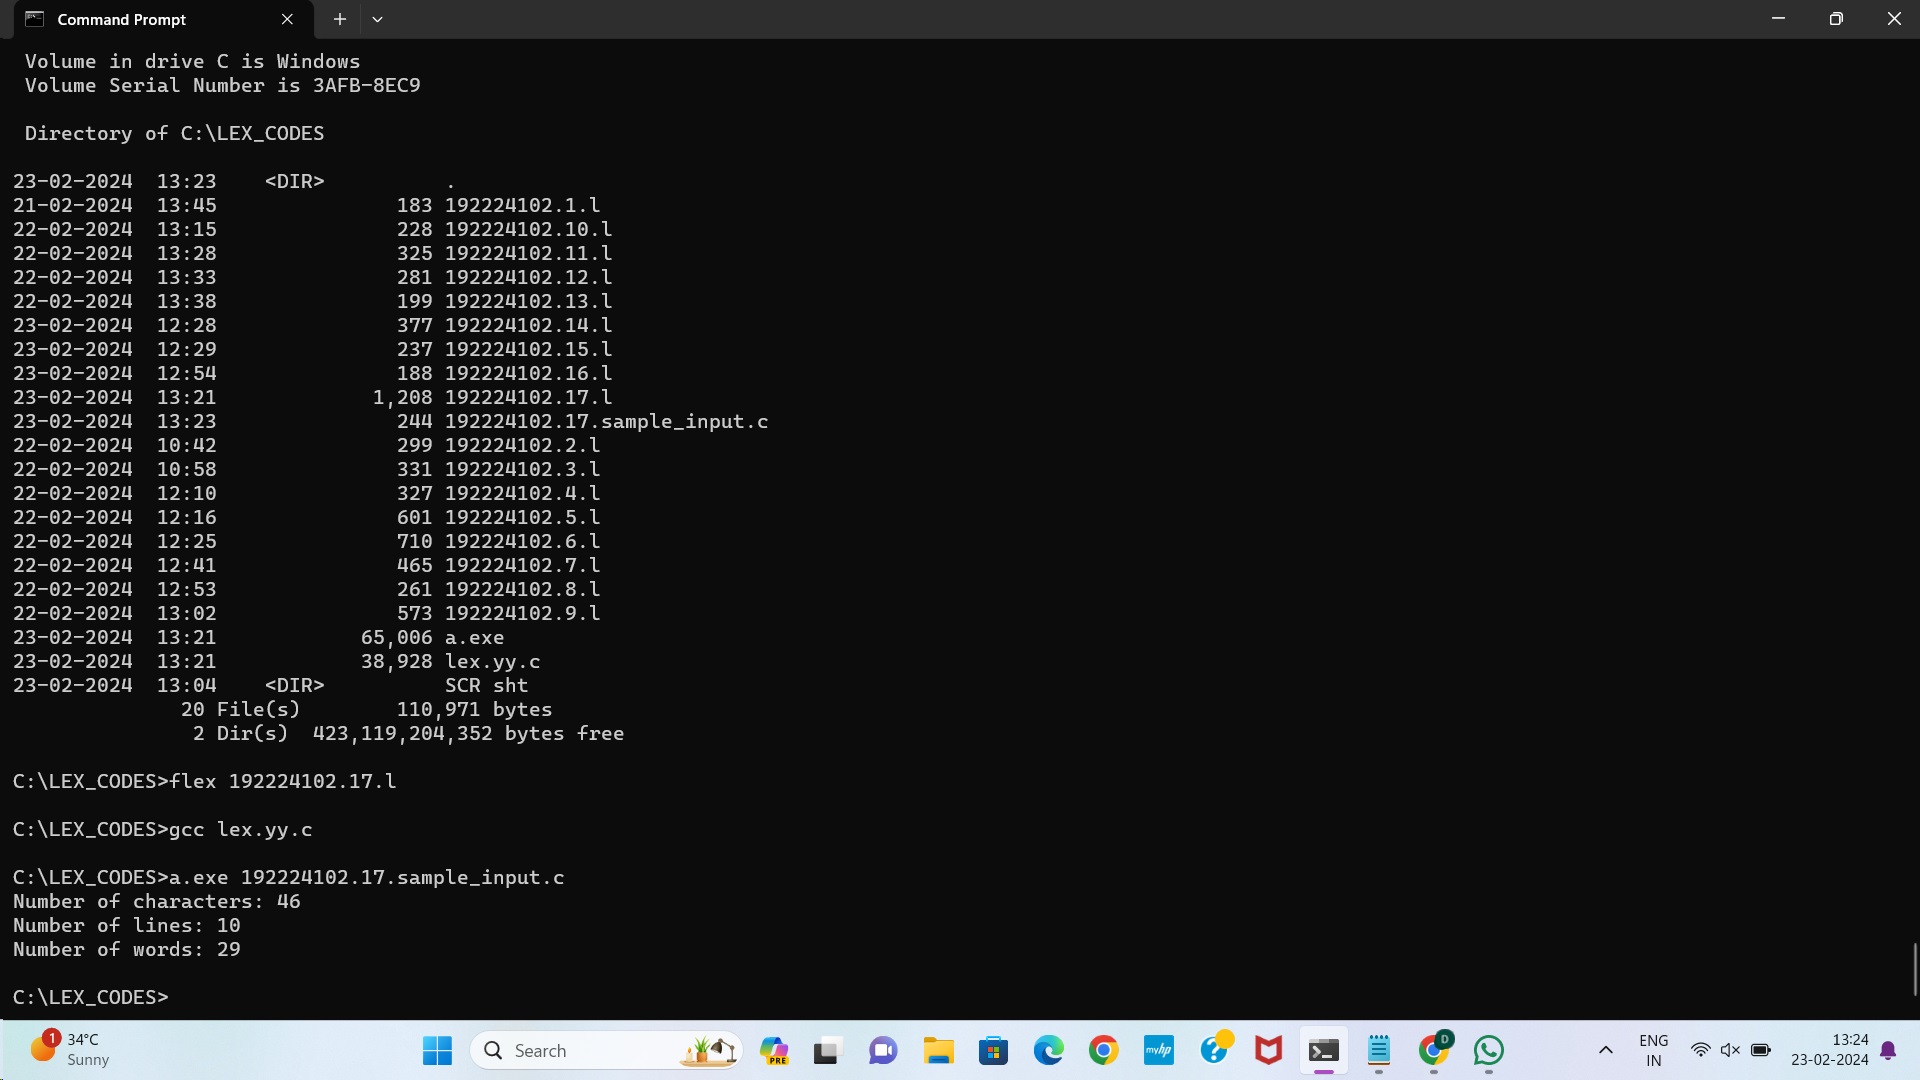 Command Prompt
Volume in drive C is Windows
Volume Serial Number is 3AFB-8EC9
Directory of C:\LEX_CODES
23-02-2024  13:23    <DIR>          .
21-02-2024  13:45               183 192224102.1.l
22-02-2024  13:15               228 192224102.10.l
22-02-2024  13:28               325 192224102.11.l
22-02-2024  13:33               281 192224102.12.l
22-02-2024  13:38               199 192224102.13.l
23-02-2024  12:28               377 192224102.14.l
23-02-2024  12:29               237 192224102.15.l
23-02-2024  12:54               188 192224102.16.l
23-02-2024  13:21             1,208 192224102.17.l
23-02-2024  13:23               244 192224102.17.sample_input.c
22-02-2024  10:42               299 192224102.2.l
22-02-2024  10:58               331 192224102.3.l
22-02-2024  12:10               327 192224102.4.l
22-02-2024  12:16               601 192224102.5.l
22-02-2024  12:25               710 192224102.6.l
22-02-2024  12:41               465 192224102.7.l
22-02-2024  12:53               261 192224102.8.l
22-02-2024  13:02               573 192224102.9.l
23-02-2024  13:21            65,006 a.exe
23-02-2024  13:21            38,928 lex.yy.c
23-02-2024  13:04    <DIR>          SCR sht
20 File(s)        110,971 bytes
2 Dir(s)  423,119,204,352 bytes free
C:\LEX_CODES>flex 192224102.17.l
C:\LEX_CODES>gcc lex.yy.c
C:\LEX_CODES>a.exe 192224102.17.sample_input.c
Number of characters: 46
Number of lines: 10
Number of words: 29
C:\LEX_CODES>
1
34°C
Sunny
Search
PRE
myhp
D
ENG
IN
13:24
23-02-2024